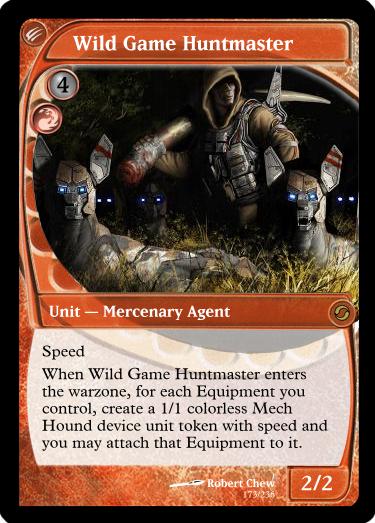 Wild Game Huntmaster
4
Unit — Mercenary Agent
Speed
When Wild Game Huntmaster enters
the warzone, for each Equipment you
control, create a 1/1 colorless Mech
Hound device unit token with speed and
you may attach that Equipment to it.
Robert Chew
173/236
2/2